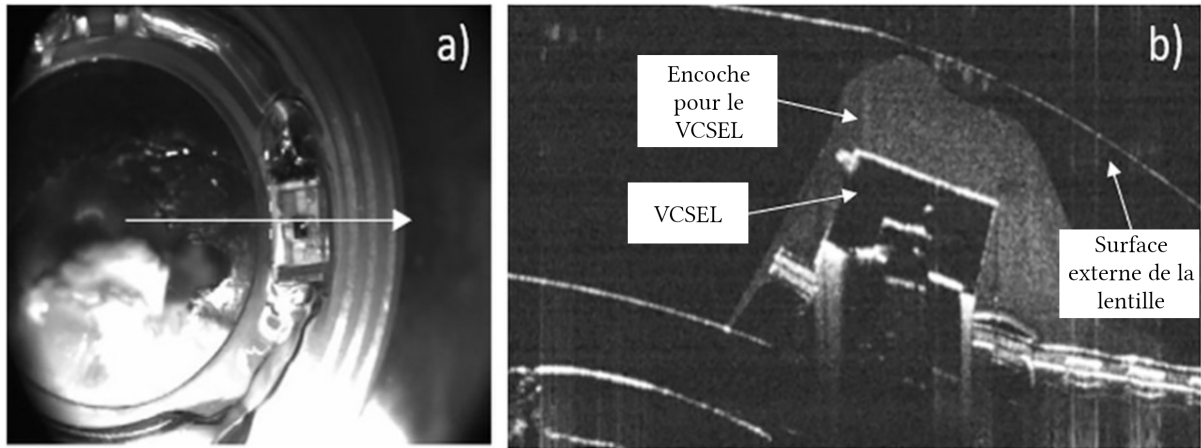 a)
b)
Encoche
pour le
VCSEL
VCSEL
Surface
externe de la
lentille